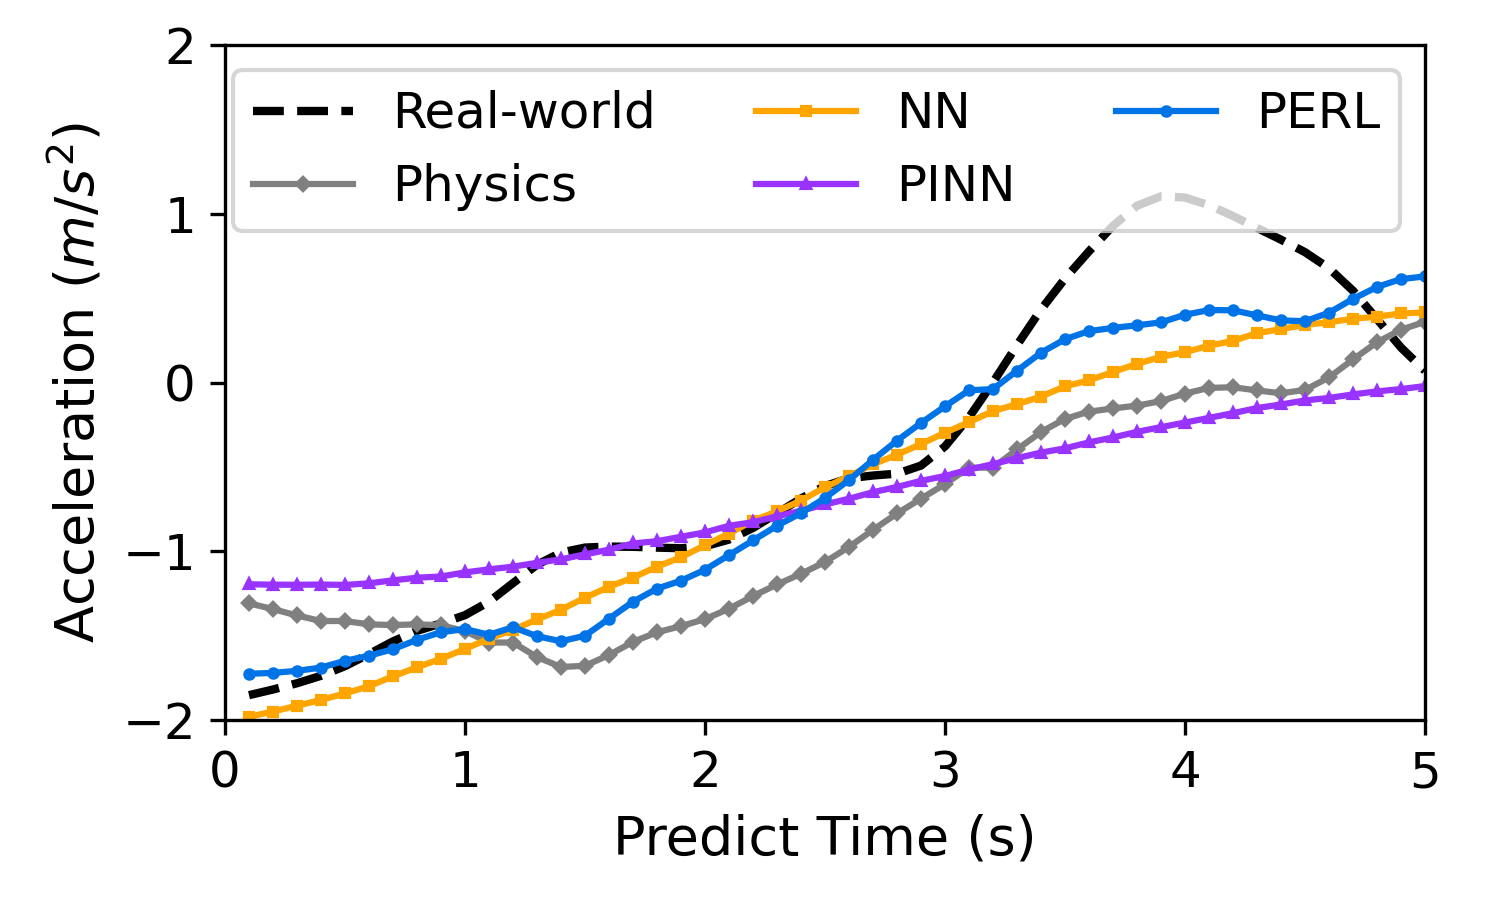 2
1
0
−1
−2
Acceleration (m/s²)
Real-world
NN
PERL
Physics
PINN
0 1 2 3 4 5
Predict Time (s)